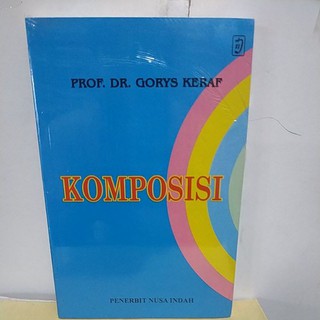 PROF. DR. GORYS KERAF
KOMPOSISI
PENERBIT NUSA INDAH